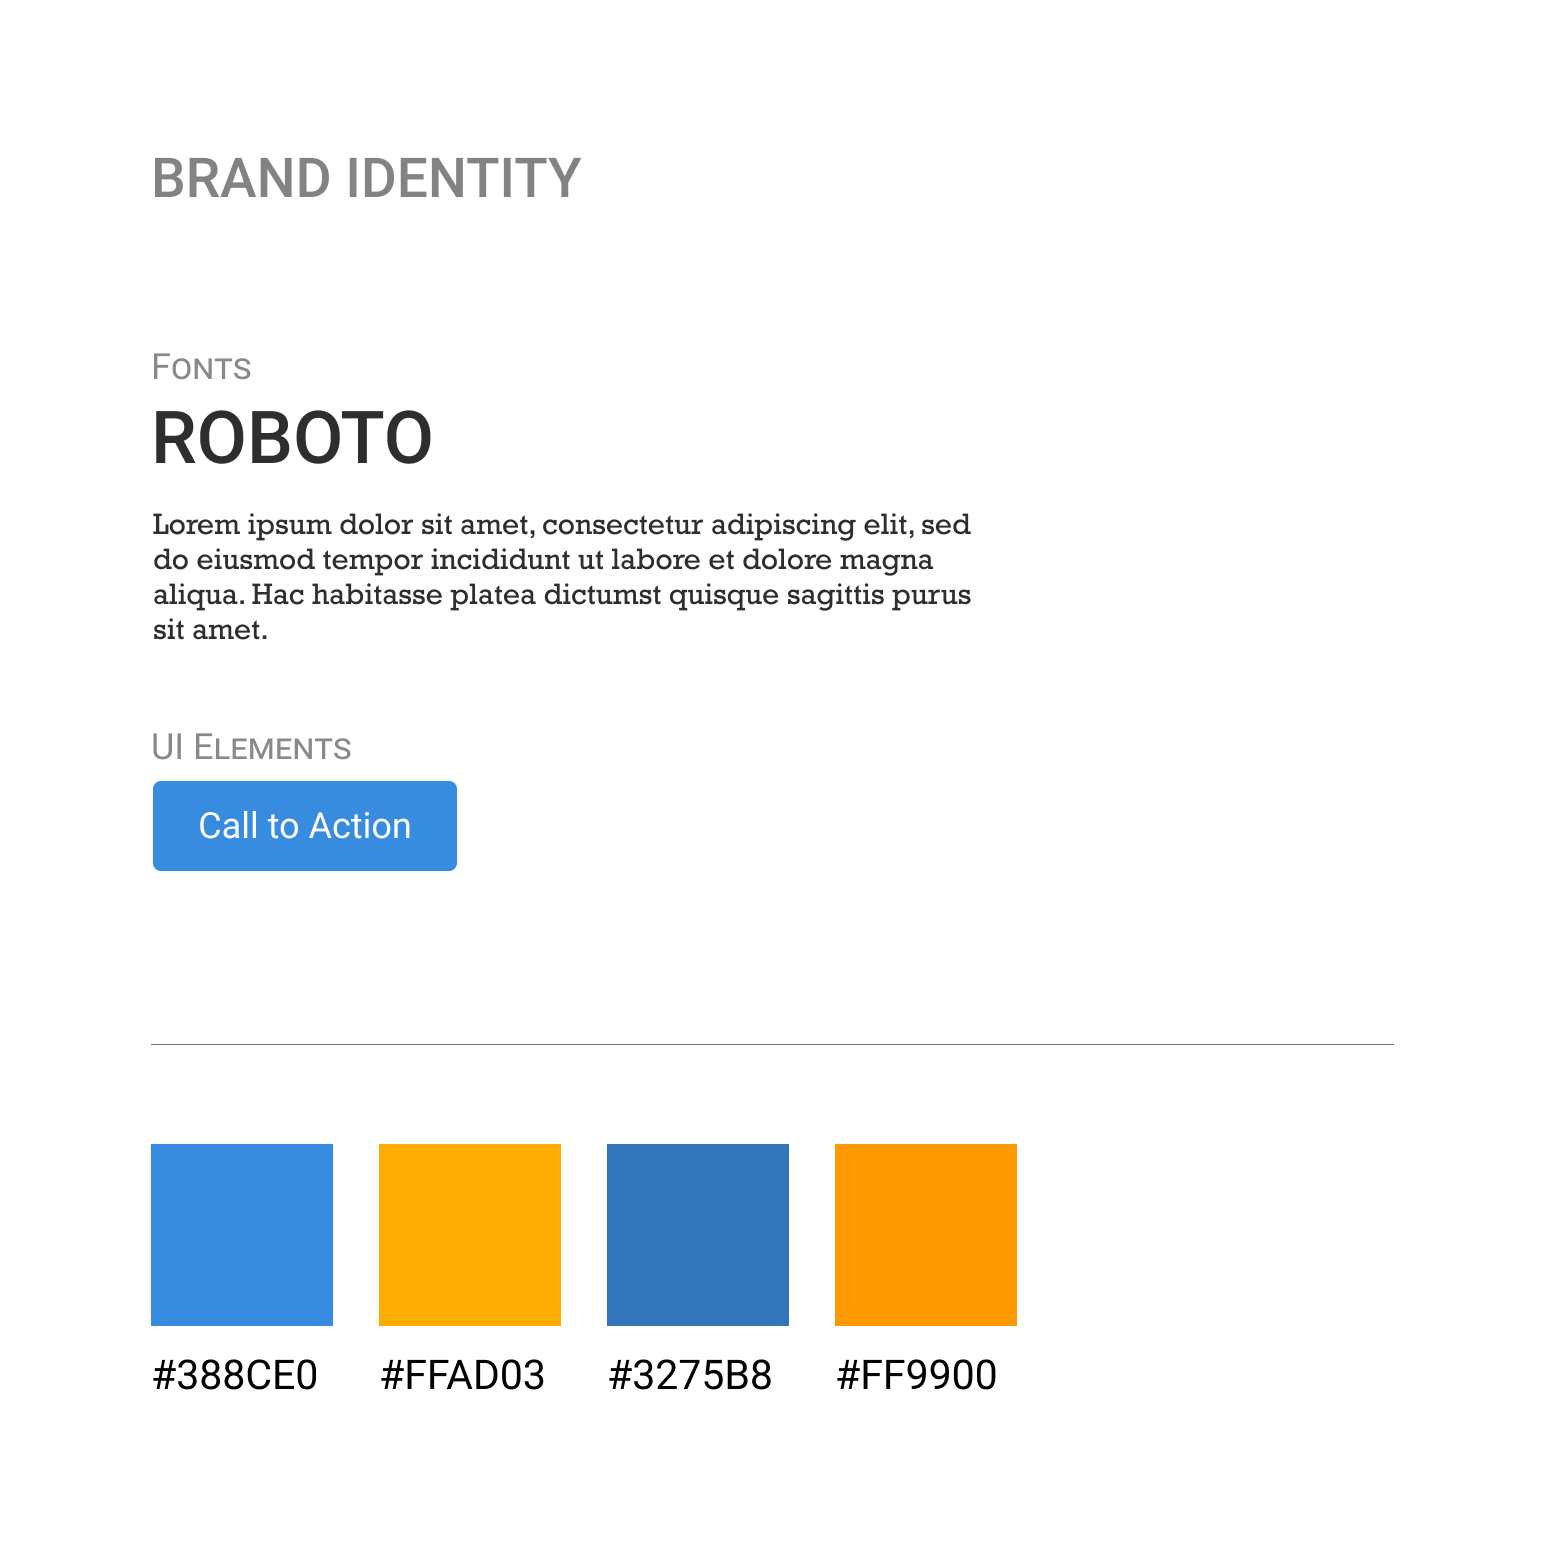 BRAND IDENTITY
Fonts
ROBOTO
Lorem ipsum dolor sit amet, consectetur adipiscing elit, sed
do eiusmod tempor incididunt ut labore et dolore magna
aliqua. Hac habitasse platea dictumst quisque sagittis purus
sit amet.
UI Elements
Call to Action
#388CE0 #FFAD03 #3275B8 #FF9900